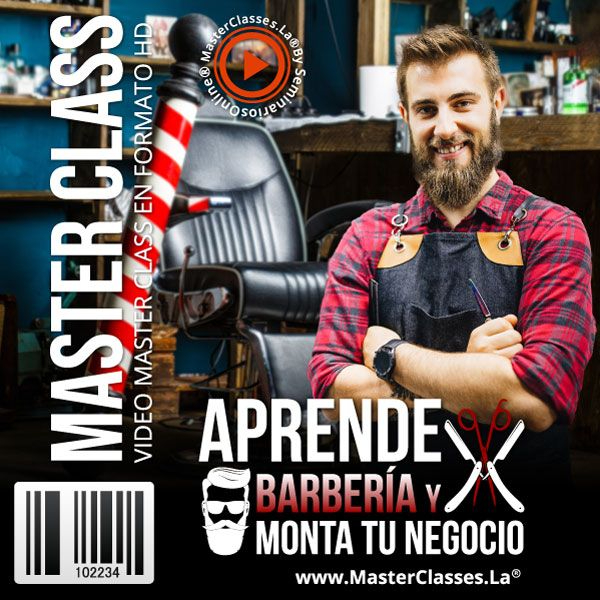 MASTER CLASS
VIDEO MASTER CLASS EN FORMATO HD
MasterClasses.La® By SeminariosOnline®
APRENDE
BARBERÍA Y
MONTA TU NEGOCIO
102234
www.MasterClasses.La®